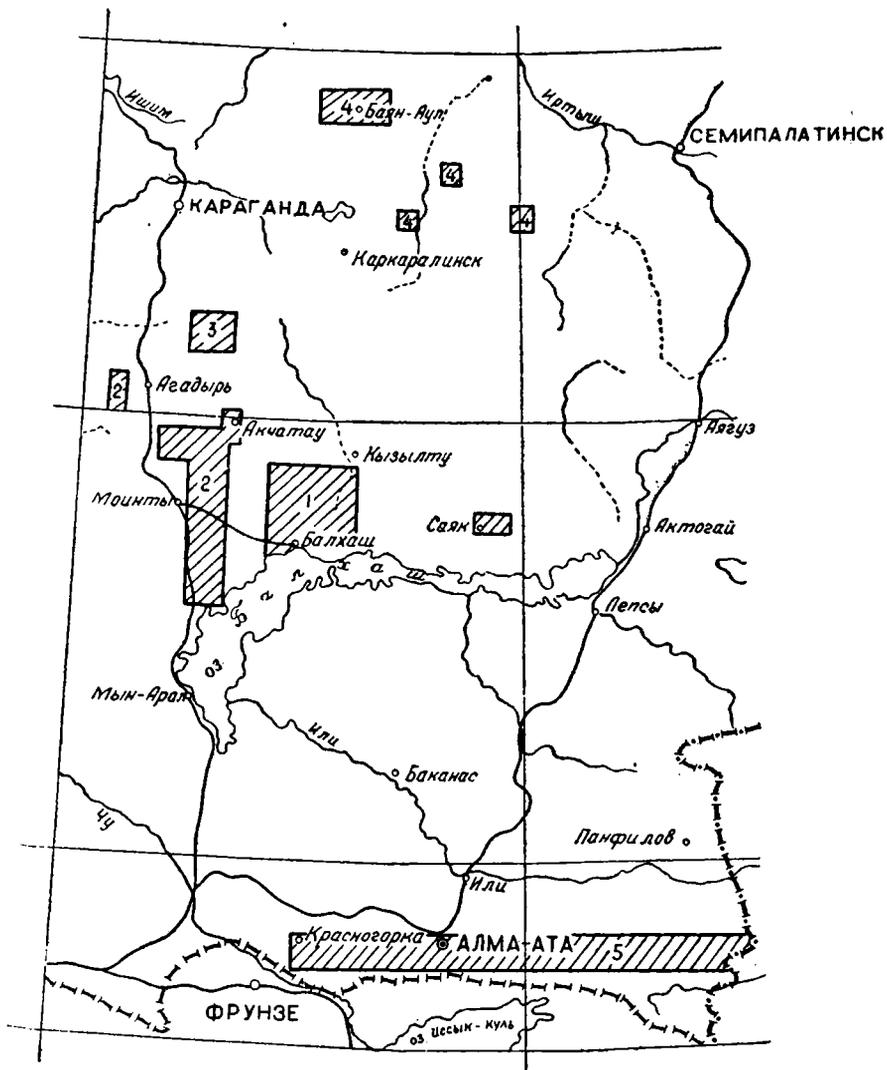 Ишим
4 Баян-Аул
Иртыш
СЕМИПАЛАТИНСК
4
КАРАГАНДА
4
4
Каркаралинск
3
2
Агадырь
Акчатау
Аягуз
Кызылту
2
1
Моинты
Саяк
Актогай
Балхаш
оз. Балхаш
Лепсы
Мын-Арал
Или
Баканас
Чу
Панфилов
Или
Красногорка
АЛМА-АТА
5
ФРУНЗЕ
оз. Иссык-Куль